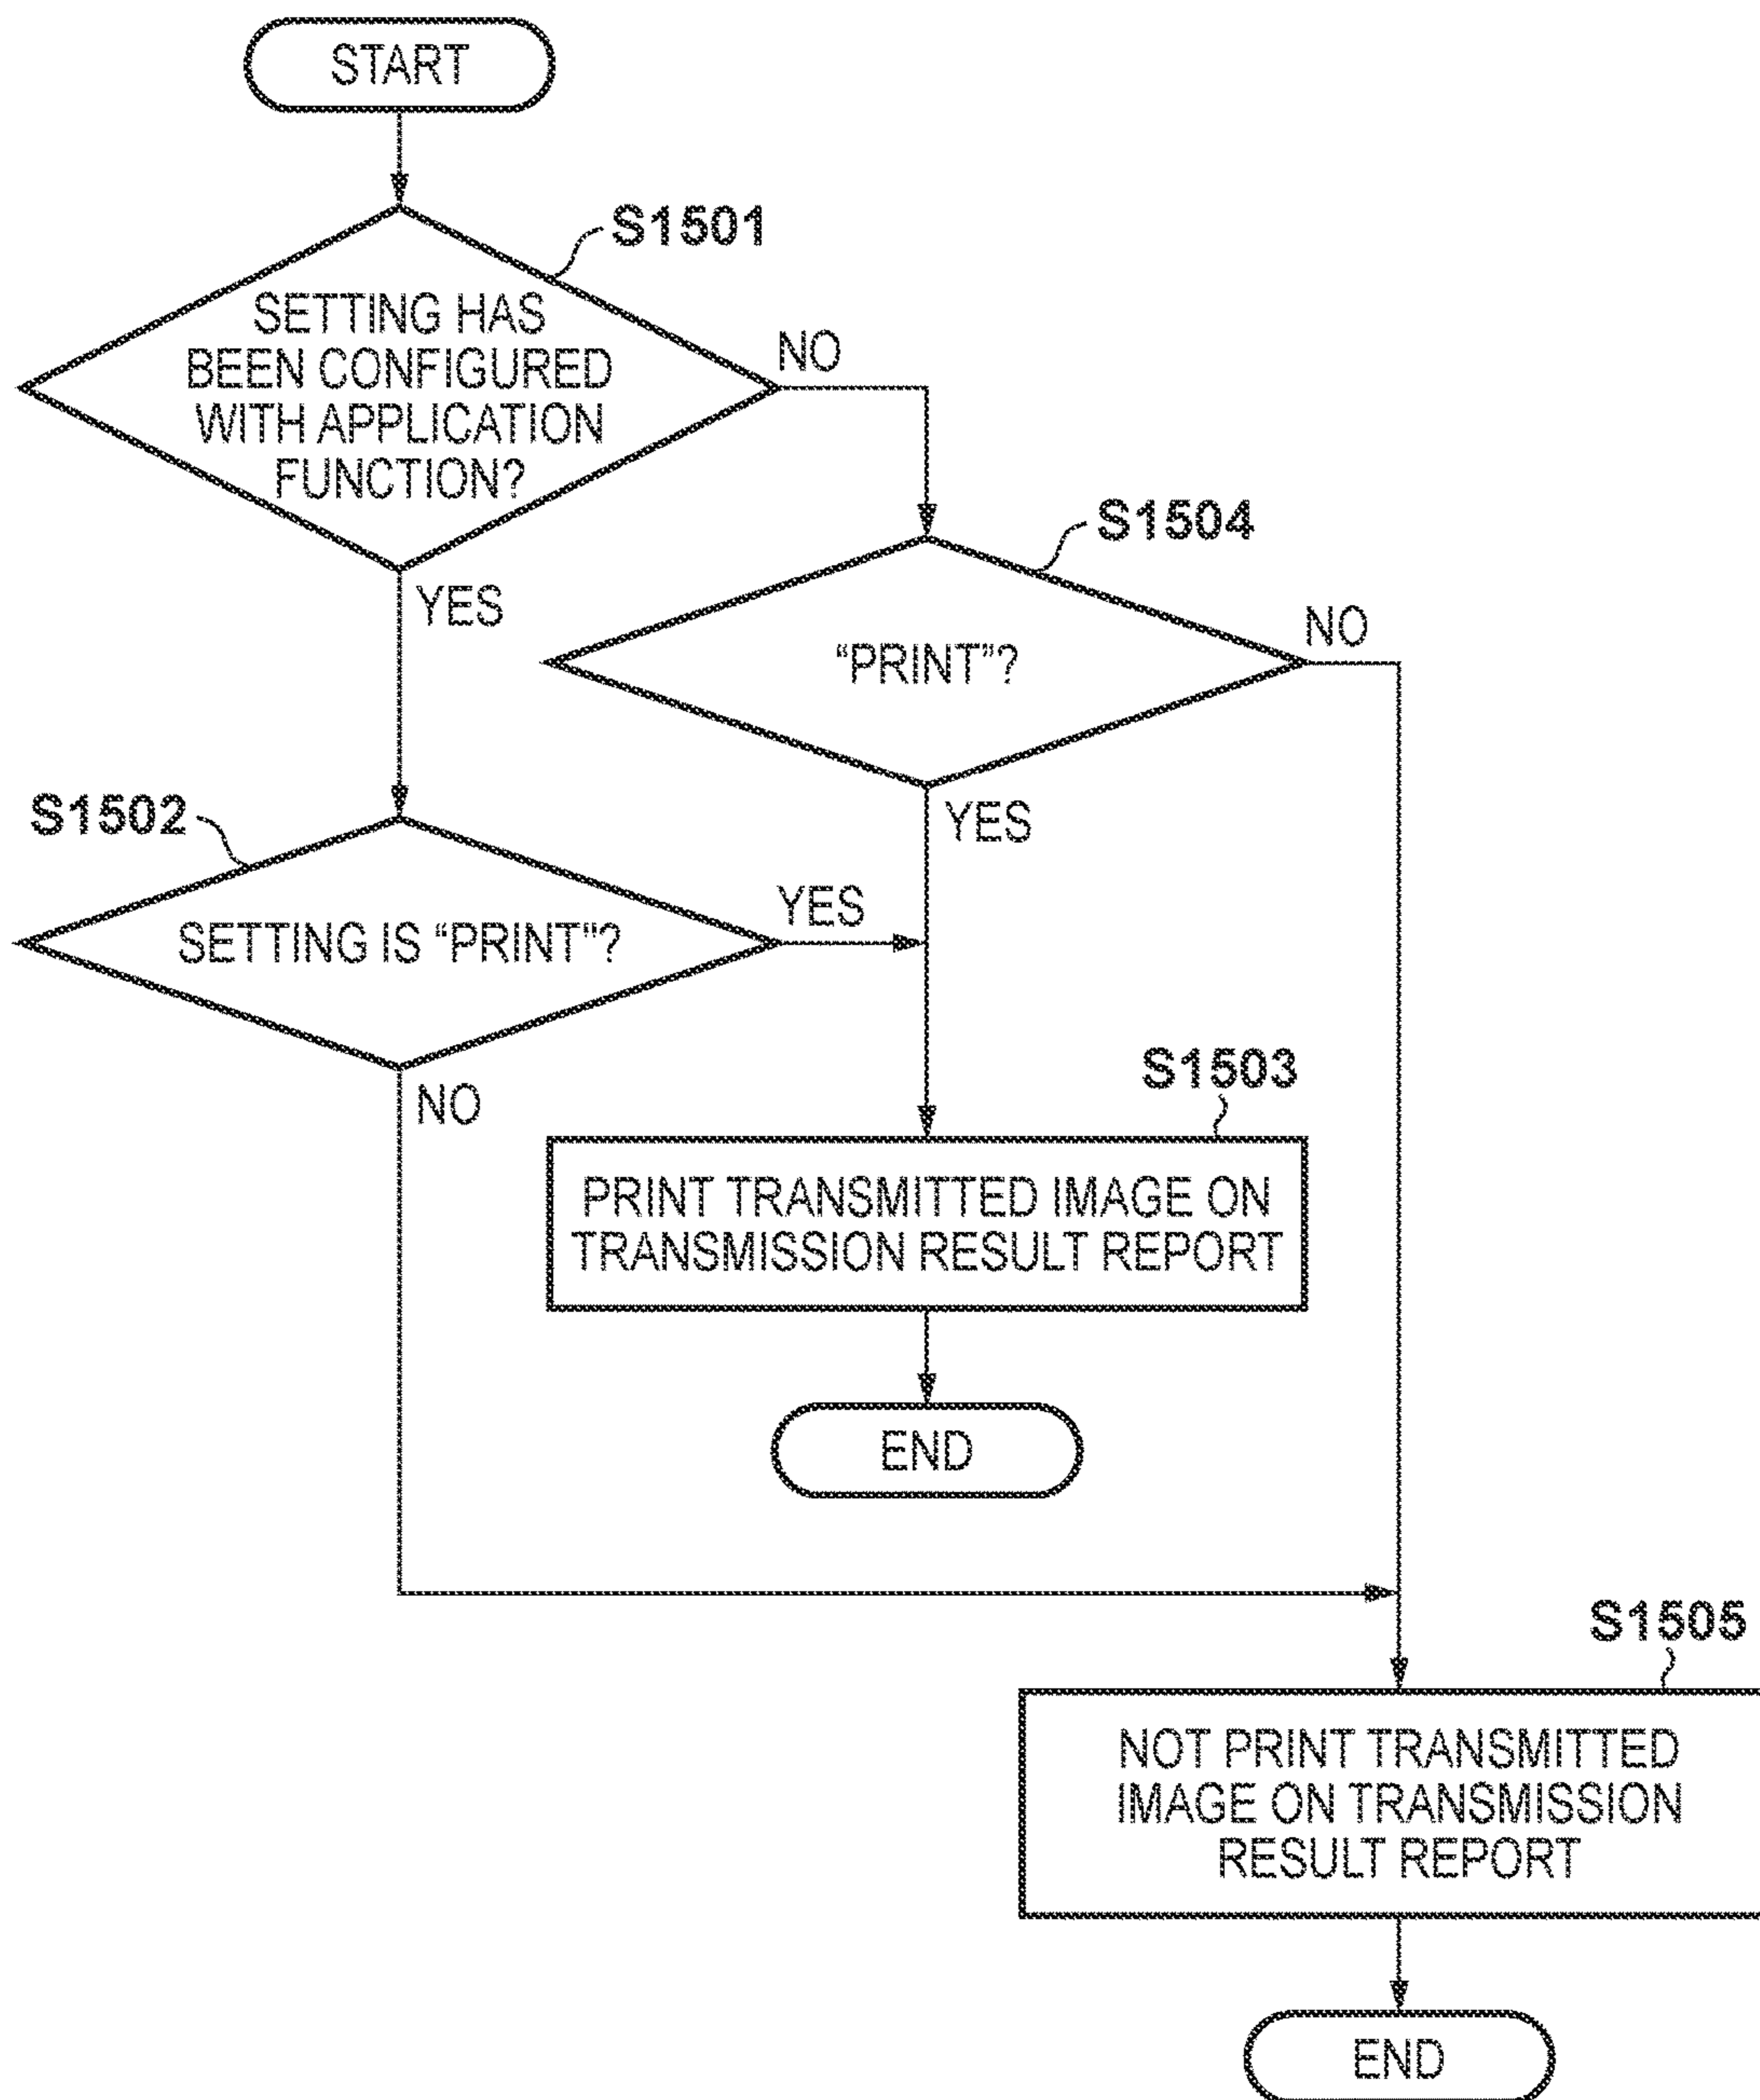 START
S1501
SETTING HAS
BEEN CONFIGURED
WITH APPLICATION
FUNCTION?
NO
YES
S1504
“PRINT”?
NO
YES
S1502
SETTING IS “PRINT”?
YES
NO
S1503
PRINT TRANSMITTED IMAGE ON
TRANSMISSION RESULT REPORT
END
S1505
NOT PRINT TRANSMITTED
IMAGE ON TRANSMISSION
RESULT REPORT
END